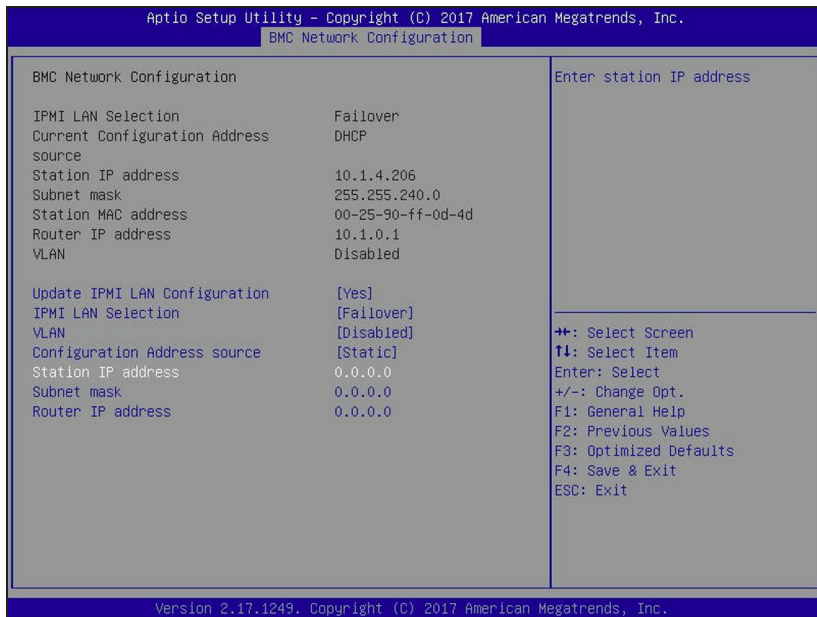 Aptio Setup Utility – Copyright (C) 2017 American Megatrends, Inc.
BMC Network Configuration
BMC Network Configuration
IPMI LAN Selection Failover
Current Configuration Address DHCP
source
Station IP address 10.1.4.206
Subnet mask 255.255.240.0
Station MAC address 00-25-90-ff-0d-4d
Router IP address 10.1.0.1
VLAN Disabled
Update IPMI LAN Configuration [Yes]
IPMI LAN Selection [Failover]
VLAN [Disabled]
Configuration Address source [Static]
Station IP address 0.0.0.0
Subnet mask 0.0.0.0
Router IP address 0.0.0.0
Enter station IP address
→←: Select Screen
↑↓: Select Item
Enter: Select
+/-: Change Opt.
F1: General Help
F2: Previous Values
F3: Optimized Defaults
F4: Save & Exit
ESC: Exit
Version 2.17.1249. Copyright (C) 2017 American Megatrends, Inc.